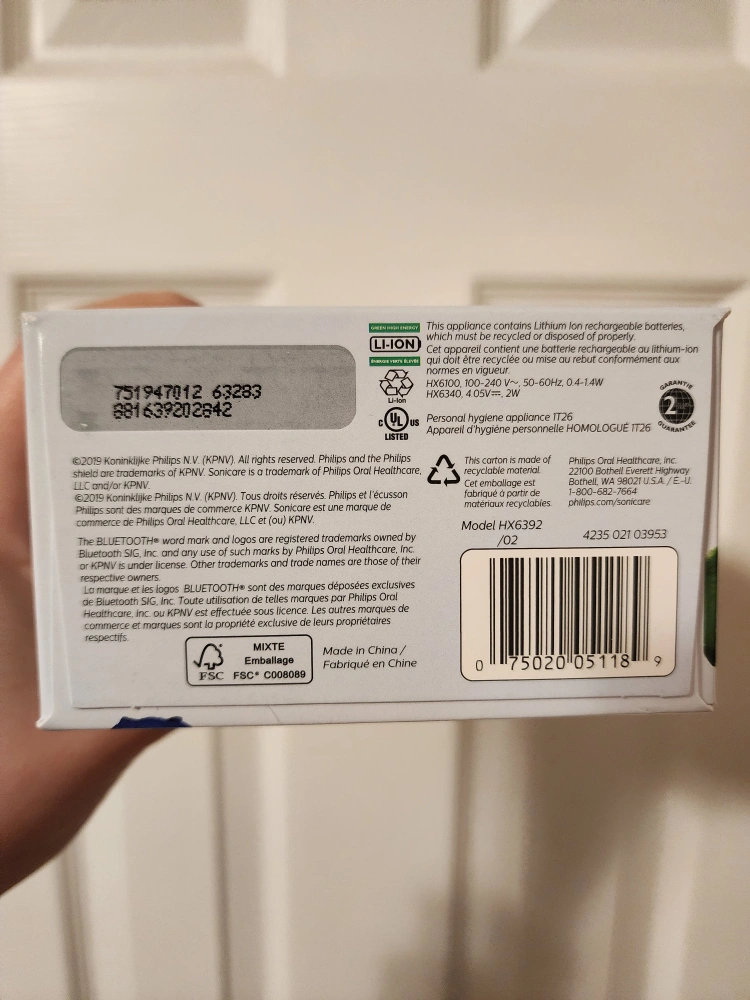 751947012 63283
881639202842
GREEN HIGH ENERGY
LI-ION
ÉNERGIE VERTE ÉLEVÉE
Li-Ion
C UL US
LISTED
This appliance contains Lithium Ion rechargeable batteries,
which must be recycled or disposed of properly.
Cet appareil contient une batterie rechargeable au lithium-ion
qui doit être recyclée ou mise au rebut conformément aux
normes en vigueur.
HX6100, 100-240 V~, 50-60Hz, 0.4-1.4W
HX6340, 4.05V⎓, 2W
Personal hygiene appliance 1T26
Appareil d'hygiène personnelle HOMOLOGUÉ 1T26
GARANTIE
2
GUARANTEE
©2019 Koninklijke Philips N.V. (KPNV). All rights reserved. Philips and the Philips
shield are trademarks of KPNV. Sonicare is a trademark of Philips Oral Healthcare,
LLC and/or KPNV.
©2019 Koninklijke Philips N.V. (KPNV). Tous droits réservés. Philips et l'écusson
Philips sont des marques de commerce KPNV. Sonicare est une marque de
commerce de Philips Oral Healthcare, LLC et (ou) KPNV.
The BLUETOOTH® word mark and logos are registered trademarks owned by
Bluetooth SIG, Inc. and any use of such marks by Philips Oral Healthcare, Inc.
or KPNV is under license. Other trademarks and trade names are those of their
respective owners.
La marque et les logos BLUETOOTH® sont des marques déposées exclusives
de Bluetooth SIG, Inc. Toute utilisation de telles marques par Philips Oral
Healthcare, Inc. ou KPNV est effectuée sous licence. Les autres marques de
commerce et marques sont la propriété exclusive de leurs propriétaires
respectifs.
This carton is made of
recyclable material.
Cet emballage est
fabriqué à partir de
matériaux recyclables.
Philips Oral Healthcare, Inc.
22100 Bothell Everett Highway
Bothell, WA 98021 U.S.A. / É.-U.
1-800-682-7664
philips.com/sonicare
Model HX6392
/02
4235 021 03953
FSC
MIXTE
Emballage
FSC® C008089
Made in China /
Fabriqué en Chine
0 75020 05118 9